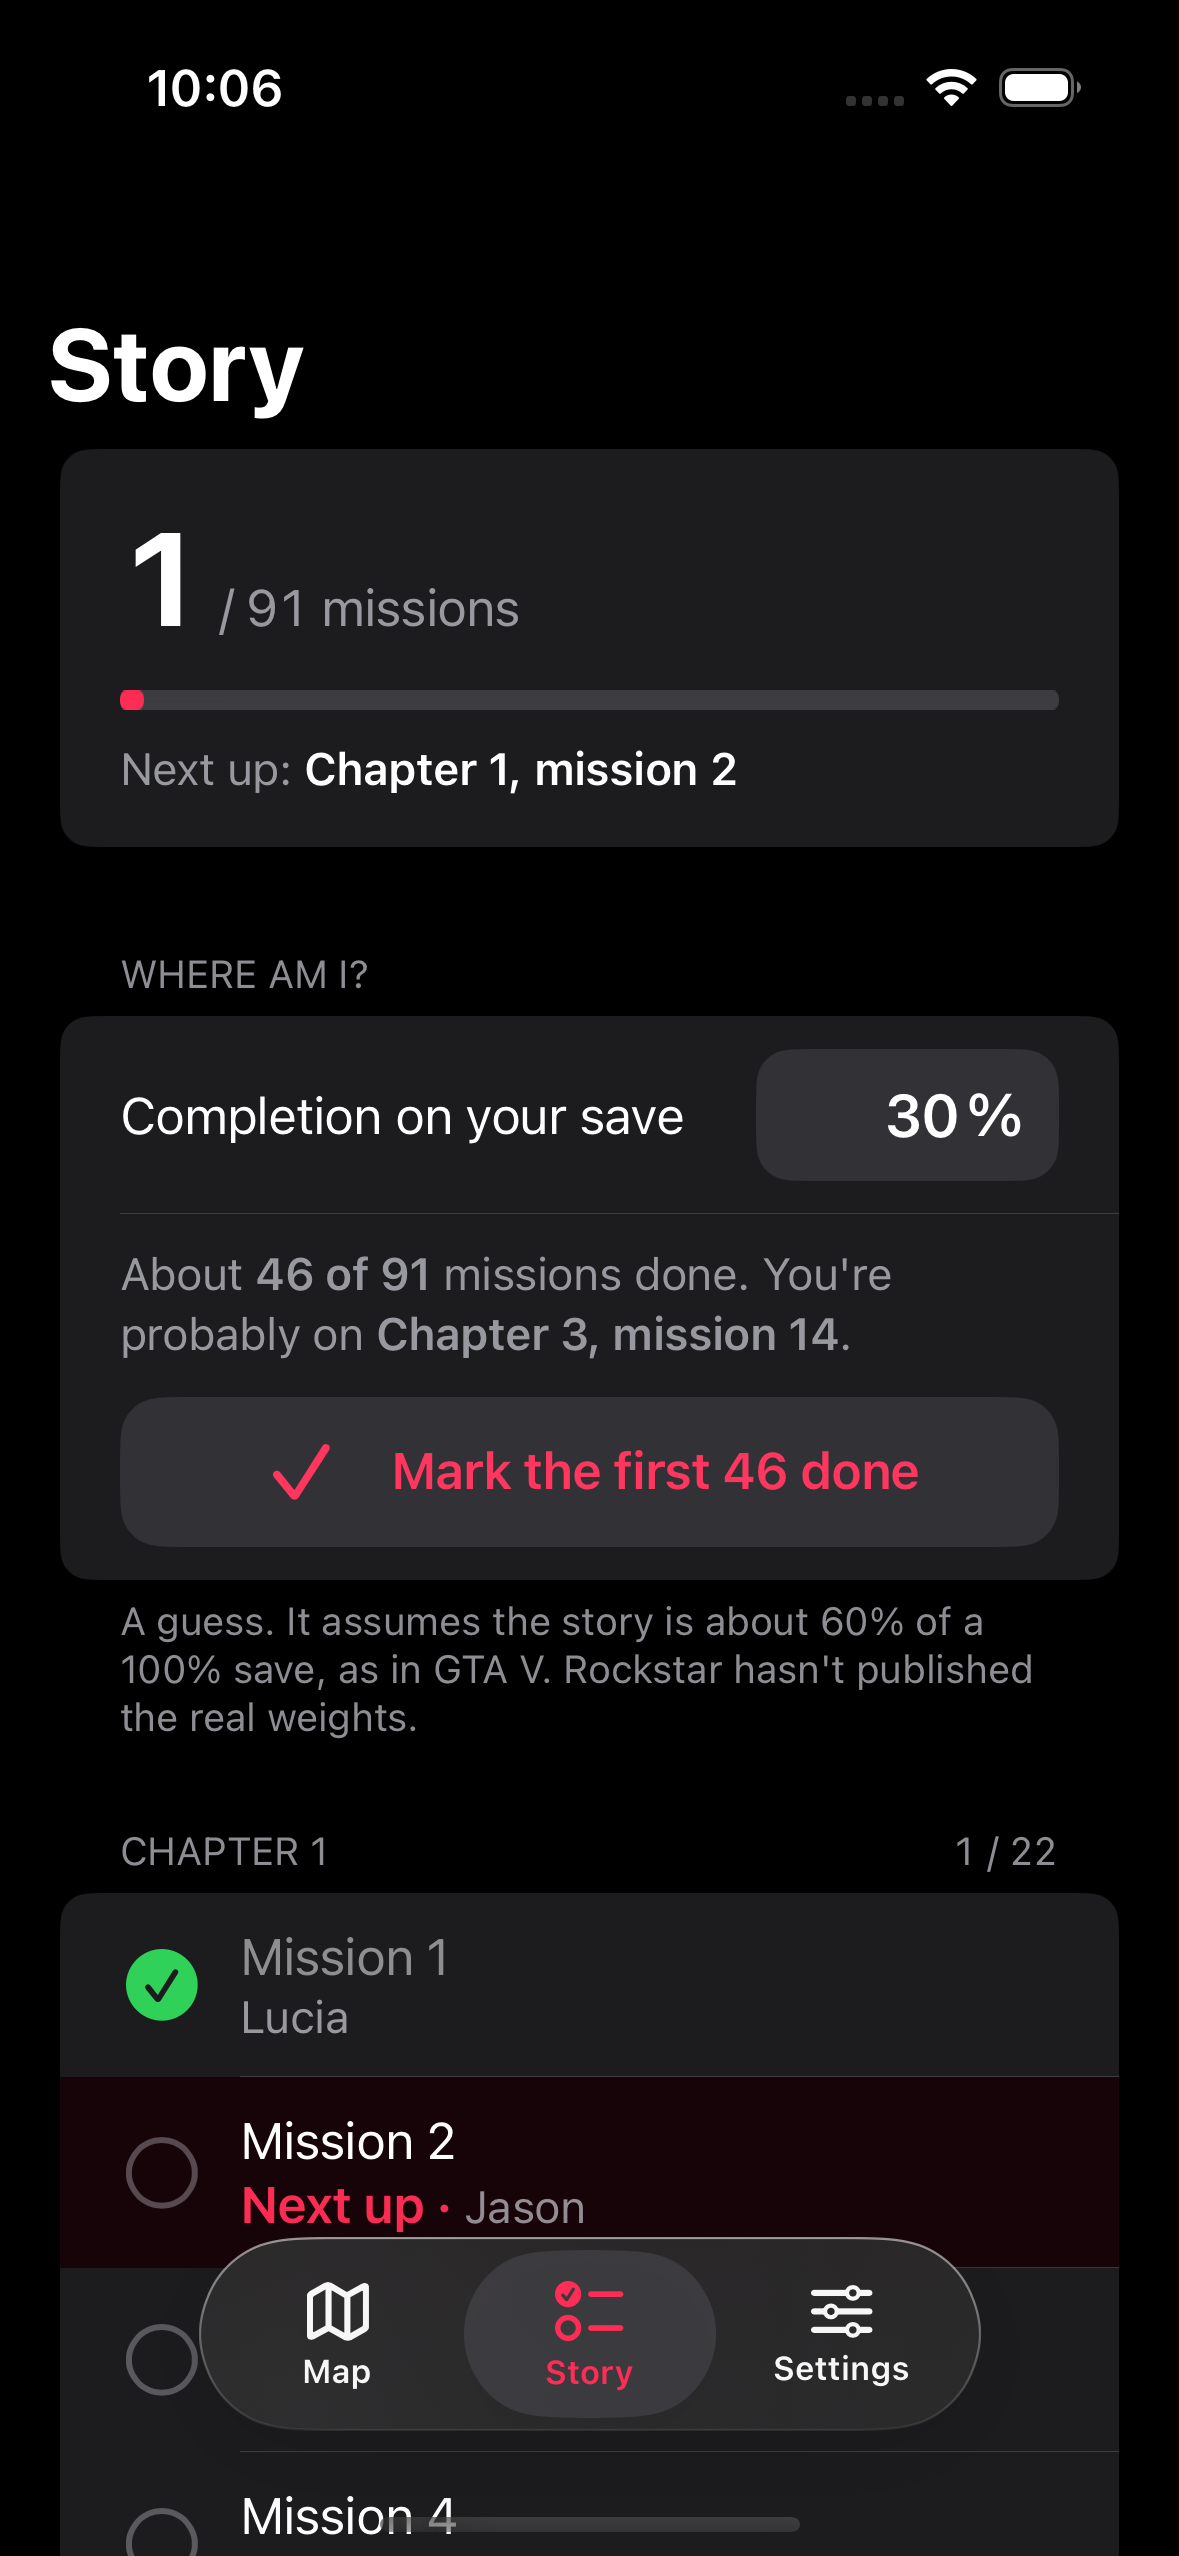 10:06
Story
1 / 91 missions
Next up: Chapter 1, mission 2
WHERE AM I?
Completion on your save 30%
About 46 of 91 missions done. You're
probably on Chapter 3, mission 14.
Mark the first 46 done
A guess. It assumes the story is about 60% of a
100% save, as in GTA V. Rockstar hasn't published
the real weights.
CHAPTER 1 1 / 22
Mission 1
Lucia
Mission 2
Next up · Jason
Map Story Settings
Mission 4